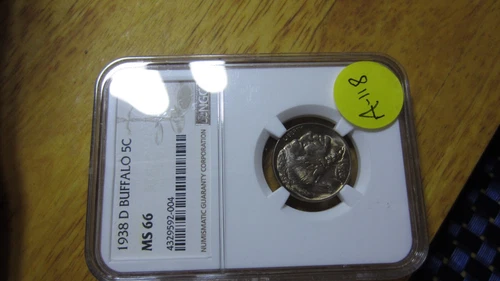 1938 D BUFFALO 5C
MS 66
4329592-004
NUMISMATIC GUARANTY CORPORATION
NGC
A-118